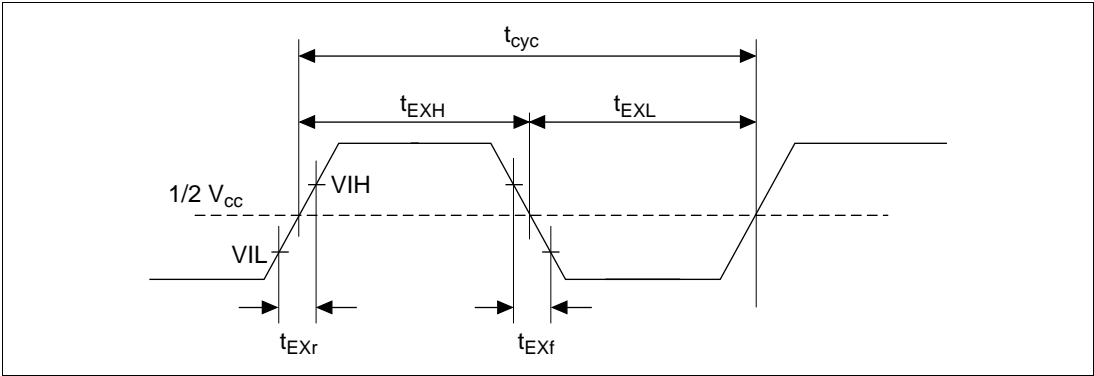 tcyc
tEXH
tEXL
VIH
1/2 Vcc
VIL
tEXr
tEXf